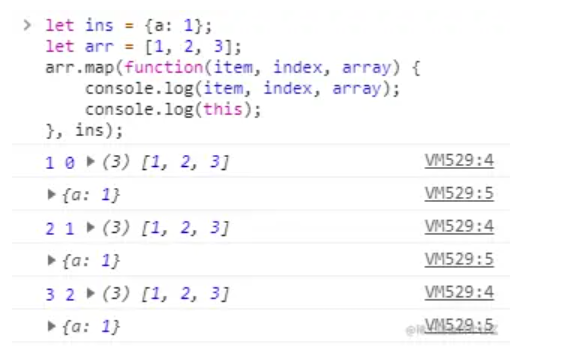 > let ins = {a: 1};
let arr = [1, 2, 3];
arr.map(function(item, index, array) {
    console.log(item, index, array);
    console.log(this);
}, ins);
1 0 ▶ (3) [1, 2, 3] VM529:4
▶ {a: 1} VM529:5
2 1 ▶ (3) [1, 2, 3] VM529:4
▶ {a: 1} VM529:5
3 2 ▶ (3) [1, 2, 3] VM529:4
▶ {a: 1} VM529:5